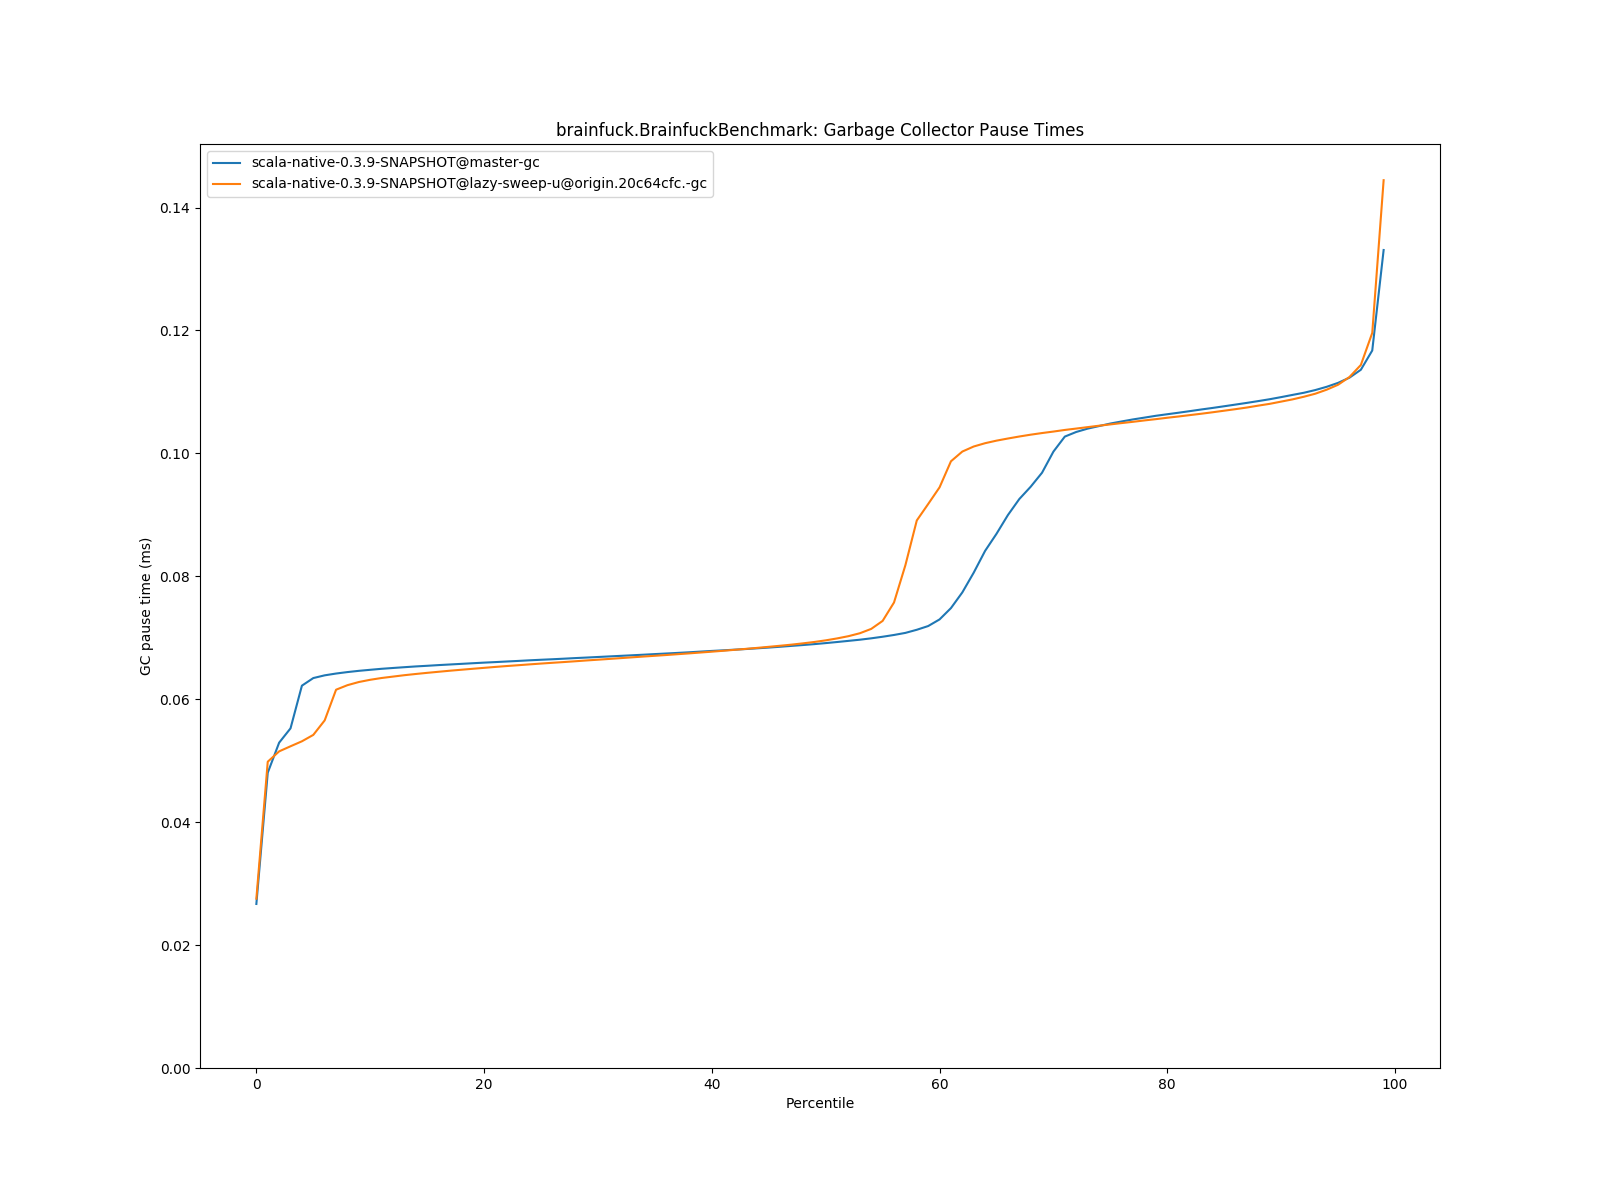 brainfuck.BrainfuckBenchmark: Garbage Collector Pause Times
scala-native-0.3.9-SNAPSHOT@master-gc
scala-native-0.3.9-SNAPSHOT@lazy-sweep-u@origin.20c64cfc.-gc
GC pause time (ms)
0.14
0.12
0.10
0.08
0.06
0.04
0.02
0.00
0 20 40 60 80 100
Percentile